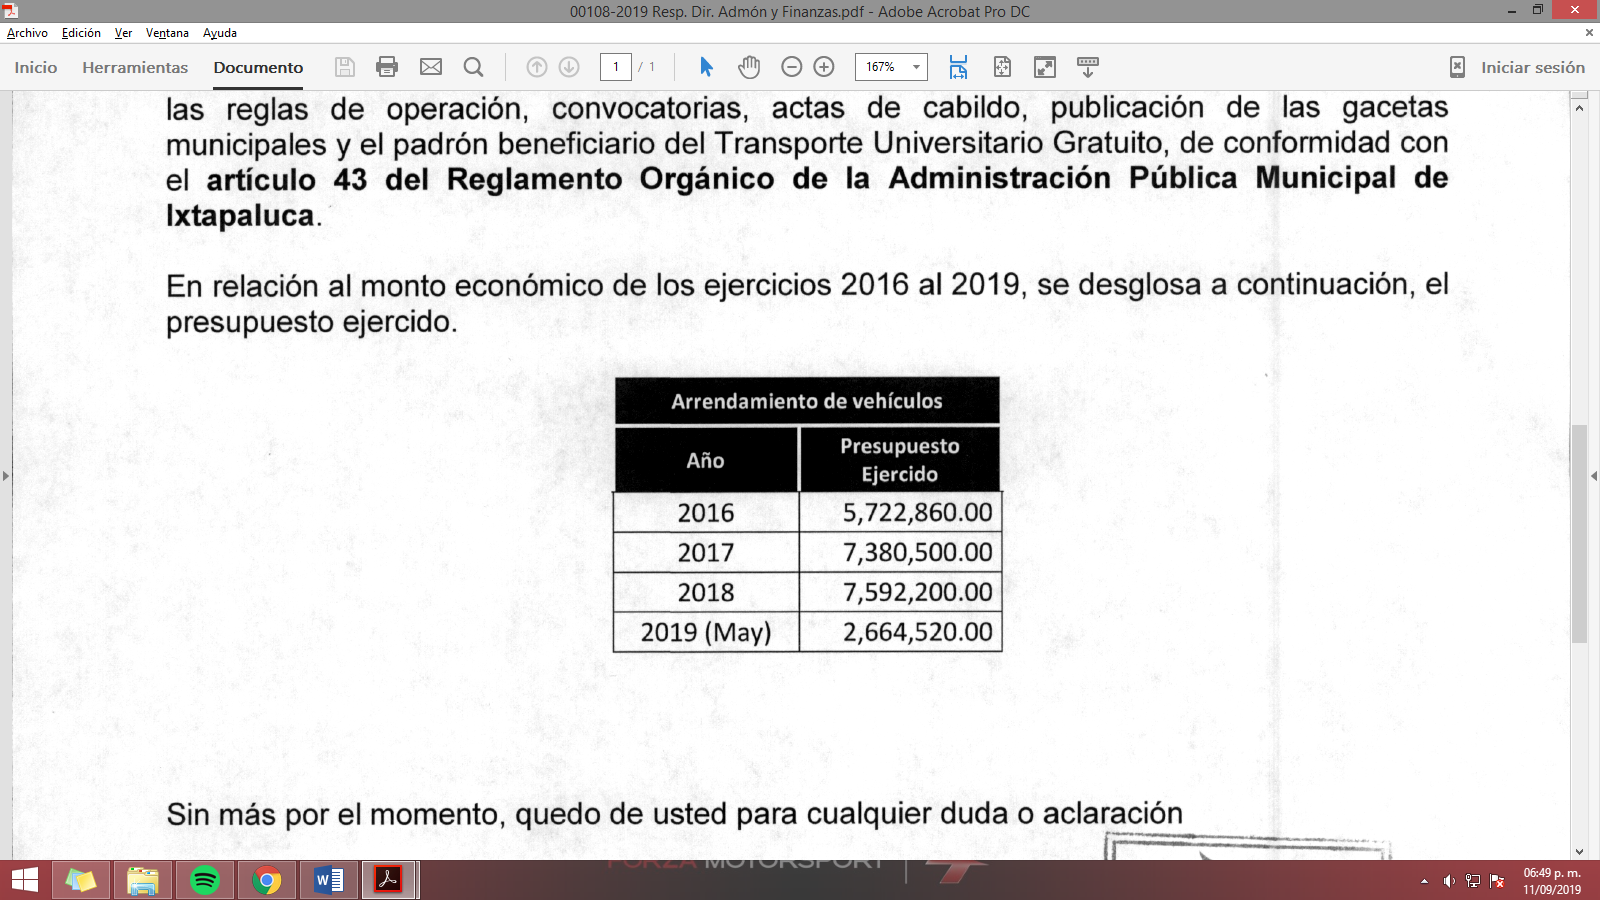 00108-2019 Resp. Dir. Admón y Finanzas.pdf - Adobe Acrobat Pro DC
Archivo Edición Ver Ventana Ayuda
Inicio Herramientas Documento 1 / 1 167% Iniciar sesión
las reglas de operación, convocatorias, actas de cabildo, publicación de las gacetas
municipales y el padrón beneficiario del Transporte Universitario Gratuito, de conformidad con
el artículo 43 del Reglamento Orgánico de la Administración Pública Municipal de
Ixtapaluca.
En relación al monto económico de los ejercicios 2016 al 2019, se desglosa a continuación, el
presupuesto ejercido.
Arrendamiento de vehículos
Año Presupuesto Ejercido
2016 5,722,860.00
2017 7,380,500.00
2018 7,592,200.00
2019 (May) 2,664,520.00
Sin más por el momento, quedo de usted para cualquier duda o aclaración
FORZA MOTORSPORT
06:49 p. m.
11/09/2019